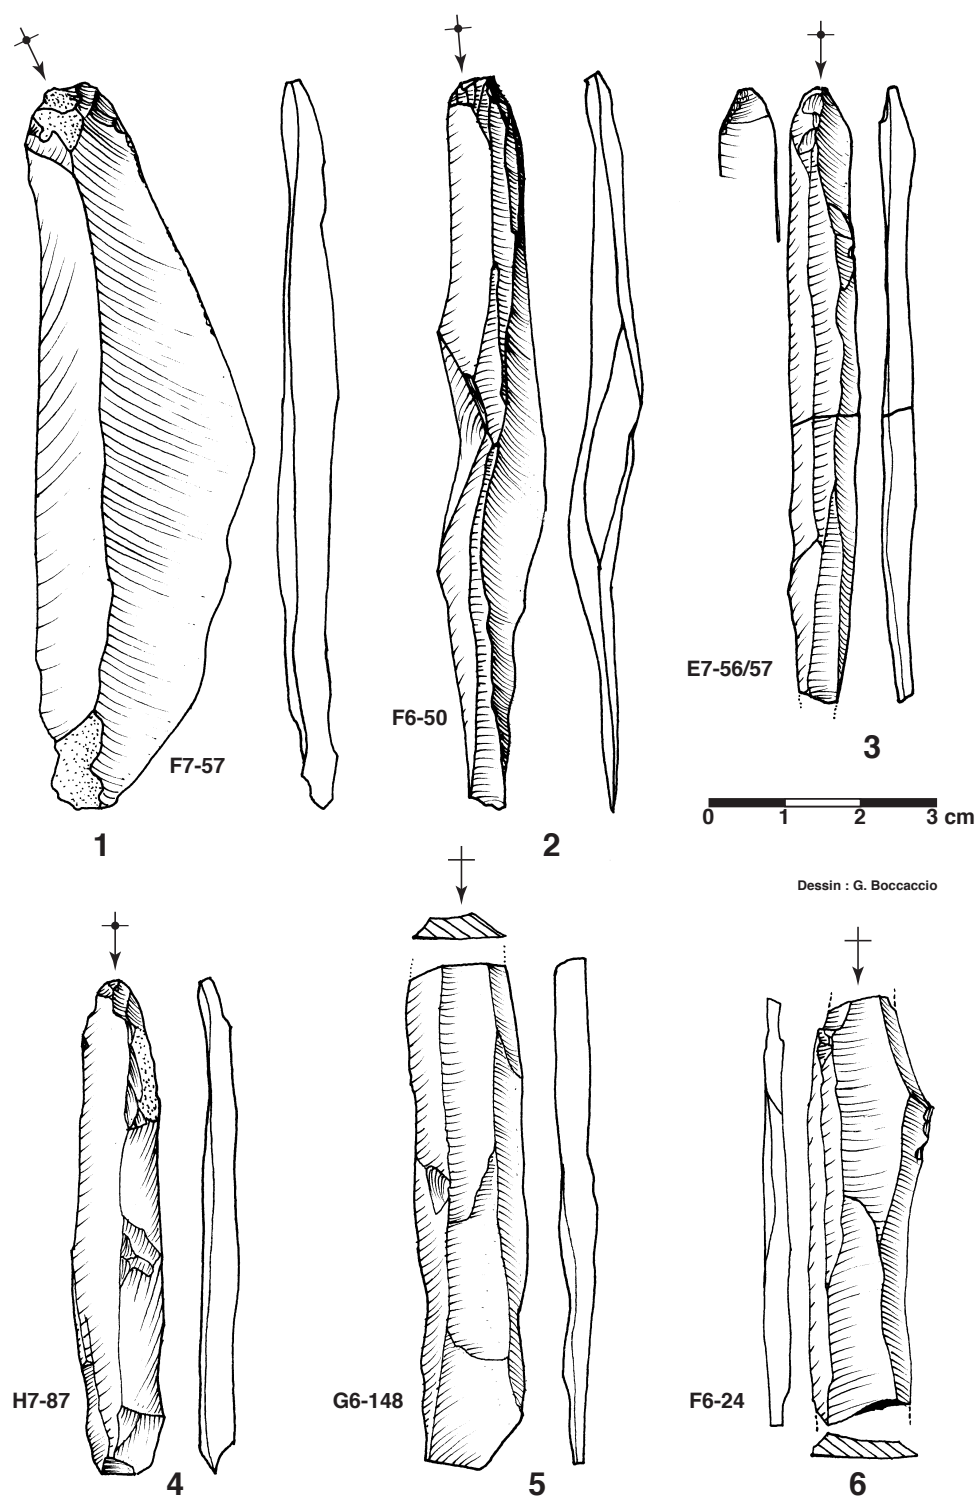 F7-57
1
F6-50
2
E7-56/57
3
0 1 2 3 cm
Dessin : G. Boccaccio
H7-87
4
G6-148
5
F6-24
6